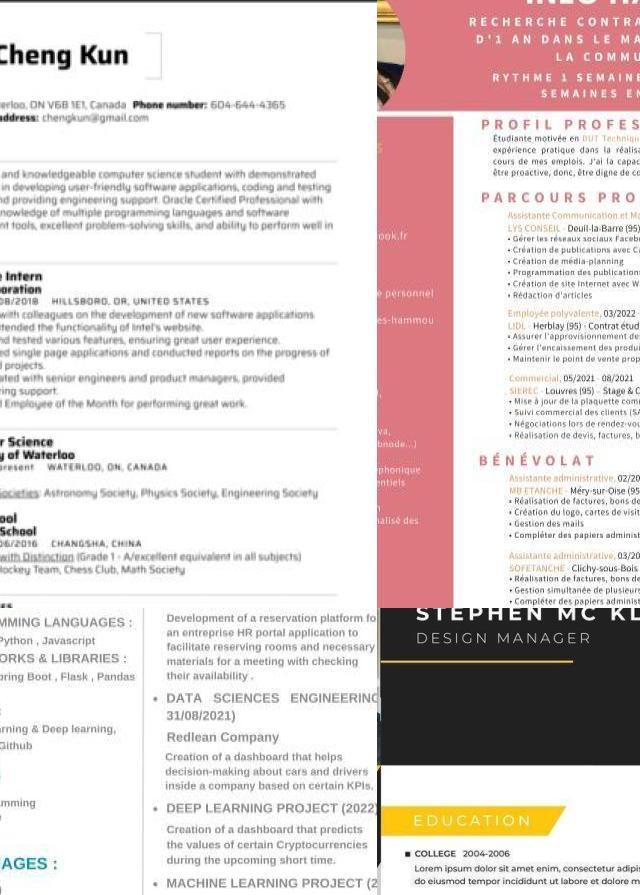 Cheng Kun
erloo, ON V6B 1E1, Canada Phone number: 604-644-4365
address: chengkun@gmail.com
and knowledgeable computer science student with demonstrated
in developing user-friendly software applications, coding and testing
nd providing engineering support. Oracle Certified Professional with
nowledge of multiple programming languages and software
nt tools, excellent problem-solving skills, and ability to perform well in
e Intern
oration
08/2018 HILLSBORO, OR, UNITED STATES
with colleagues on the development of new software applications
tended the functionality of Intel's website.
nd tested various features, ensuring great user experience.
ed single page applications and conducted reports on the progress of
d projects.
ated with senior engineers and product managers, provided
ring support.
d Employee of the Month for performing great work.
r Science
y of Waterloo
present WATERLOO, ON, CANADA
Societies: Astronomy Society, Physics Society, Engineering Society
ool
School
06/2016 CHANGSHA, CHINA
with Distinction (Grade 1 - A/excellent equivalent in all subjects)
Hockey Team, Chess Club, Math Society
RECHERCHE CONTRA
D'1 AN DANS LE MA
LA COMMU
RYTHME 1 SEMAINE
SEMAINES EN
S
ook.fr
e personnel
es-hammou
va,
bnode...)
éphonique
entiels
n
nalisé des
PROFIL PROFES
Étudiante motivée en DUT Techniqu
expérience pratique dans la réalisa
cours de mes emplois. J'ai la capac
être proactive, donc, être digne de co
PARCOURS PRO
Assistante Communication et Ma
LYS CONSEIL - Deuil-la-Barre (95)
• Gérer les réseaux sociaux Facebo
• Création de publications avec Ca
• Création de média-planning
• Programmation des publications
• Création de site Internet avec W
• Rédaction d'articles
Employée polyvalente, 03/2022 -
LIDL - Herblay (95) - Contrat étud
• Assurer l'approvisionnement des
• Gérer l'encaissement des produi
• Maintenir le point de vente prop
Commercial, 05/2021 - 08/2021
SIEREC - Louvres (95) - Stage & C
• Mise à jour de la plaquette comm
• Suivi commercial des clients (SA
• Négociations lors de rendez-vou
• Réalisation de devis, factures, b
BÉNÉVOLAT
Assistante administrative, 02/20
MB ETANCHE - Méry-sur-Oise (95
• Réalisation de factures, bons de
• Création du logo, cartes de visit
• Gestion des mails
• Compléter des papiers administ
Assistante administrative, 03/20
SOFETANCHE - Clichy-sous-Bois
• Réalisation de factures, bons de
• Gestion simultanée de plusieurs
• Compléter des papiers administ
MMING LANGUAGES :
Python , Javascript
ORKS & LIBRARIES :
pring Boot , Flask , Pandas
:
arning & Deep learning,
Github
amming
AGES :
Development of a reservation platform fo
an entreprise HR portal application to
facilitate reserving rooms and necessary
materials for a meeting with checking
their availability .
• DATA SCIENCES ENGINEERING
31/08/2021)
Redlean Company
Creation of a dashboard that helps
decision-making about cars and drivers
inside a company based on certain KPIs.
• DEEP LEARNING PROJECT (2022)
Creation of a dashboard that predicts
the values of certain Cryptocurrencies
during the upcoming short time.
• MACHINE LEARNING PROJECT (2
STEPHEN MC KL
DESIGN MANAGER
EDUCATION
■ COLLEGE 2004-2006
Lorem ipsum dolor sit amet enim, consectetur adip
do eiusmod tempor incididunt ut labore et dolore m